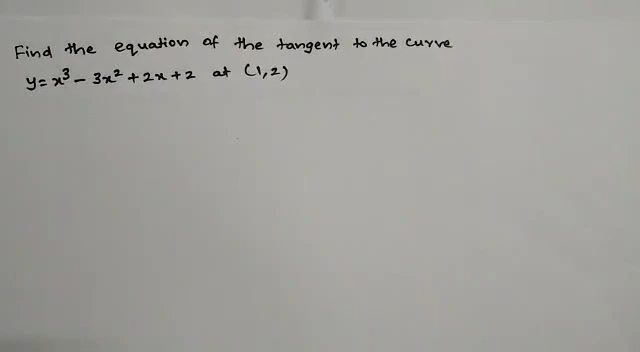 Find the equation of the tangent to the curve
y=x³ - 3x² + 2x + 2 at (1,2)